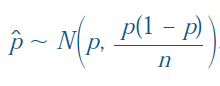 p̂ ~ N(p, p(1 – p)/n)